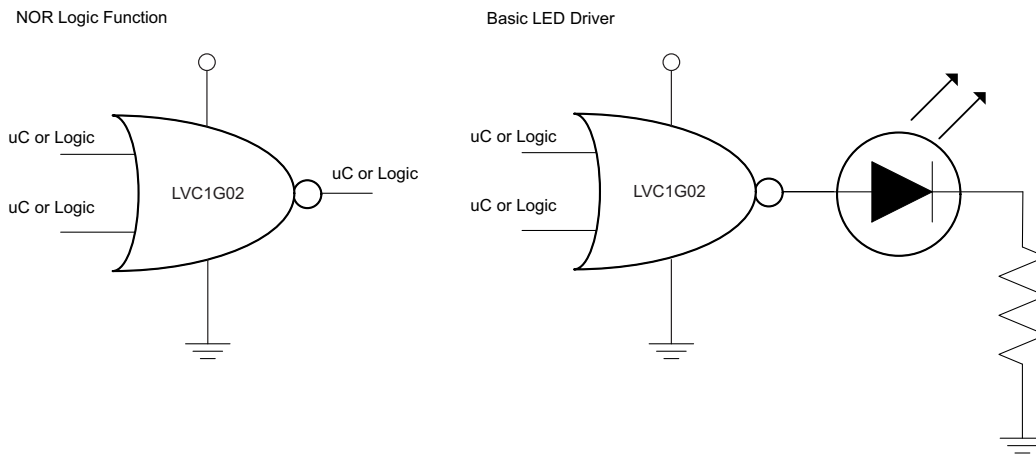 NOR Logic Function
uC or Logic
uC or Logic
LVC1G02
uC or Logic
Basic LED Driver
uC or Logic
uC or Logic
LVC1G02